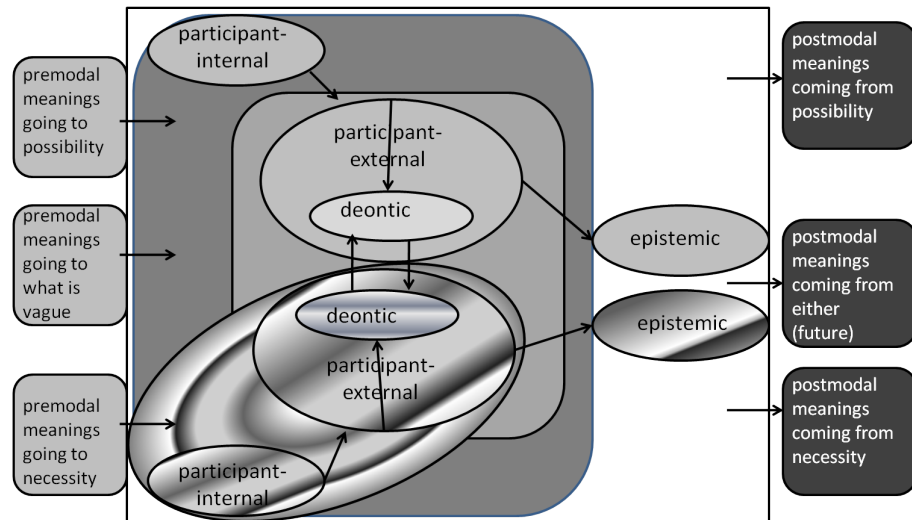 premodal
meanings
going to
possibility
premodal
meanings
going to
what is
vague
premodal
meanings
going to
necessity
participant-
internal
participant-
external
deontic
deontic
participant-
external
participant-
internal
epistemic
epistemic
postmodal
meanings
coming from
possibility
postmodal
meanings
coming from
either
(future)
postmodal
meanings
coming from
necessity